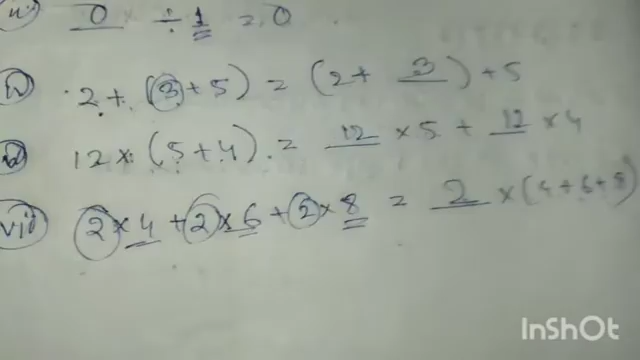 0 ÷ 1 = 0
2 + (3 + 5) = (2 + 3) + 5
12 × (5 + 4) = 12 × 5 + 12 × 4
vii) 2 × 4 + 2 × 6 + 2 × 8 = 2 × (4 + 6 + 8)
InShOt